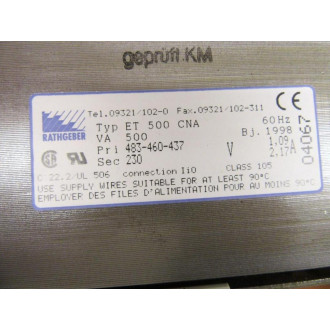 geprüft KM
RATHGEBER
Tel.09321/102-0 Fax.09321/102-311
CE
Typ ET 500 CNA 60Hz
VA 500 Bj. 1998
Pri 483-460-437 V 1.09
Sec 230 2.17A
C 22.2/UL 506 connection Ii0 CLASS 105
USE SUPPLY WIRES SUITABLE FOR AT LEAST 90°C
EMPLOYER DES FILES D'ALIMENTATION POUR AU MOINS 90°C
04067